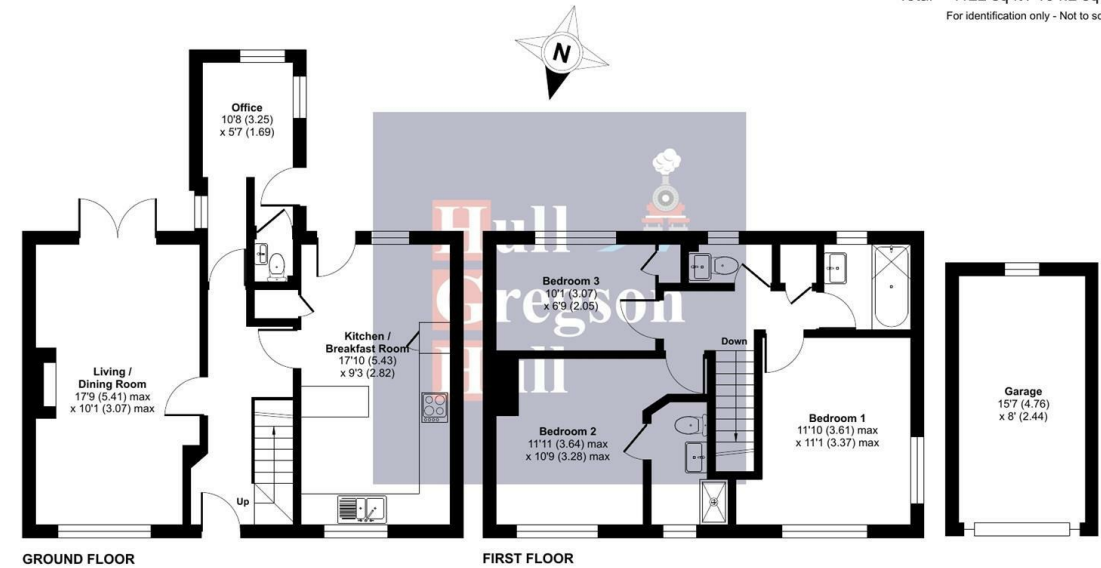 For identification only - Not to sc
N
Office
10'8 (3.25)
x 5'7 (1.69)
Hull
Gregson
Hull
Living /
Dining Room
17'9 (5.41) max
x 10'1 (3.07) max
Kitchen /
Breakfast Room
17'10 (5.43)
x 9'3 (2.82)
Up
Bedroom 3
10'1 (3.07)
x 6'9 (2.05)
Down
Bedroom 2
11'11 (3.64) max
x 10'9 (3.28) max
Bedroom 1
11'10 (3.61) max
x 11'1 (3.37) max
Garage
15'7 (4.76)
x 8' (2.44)
GROUND FLOOR
FIRST FLOOR